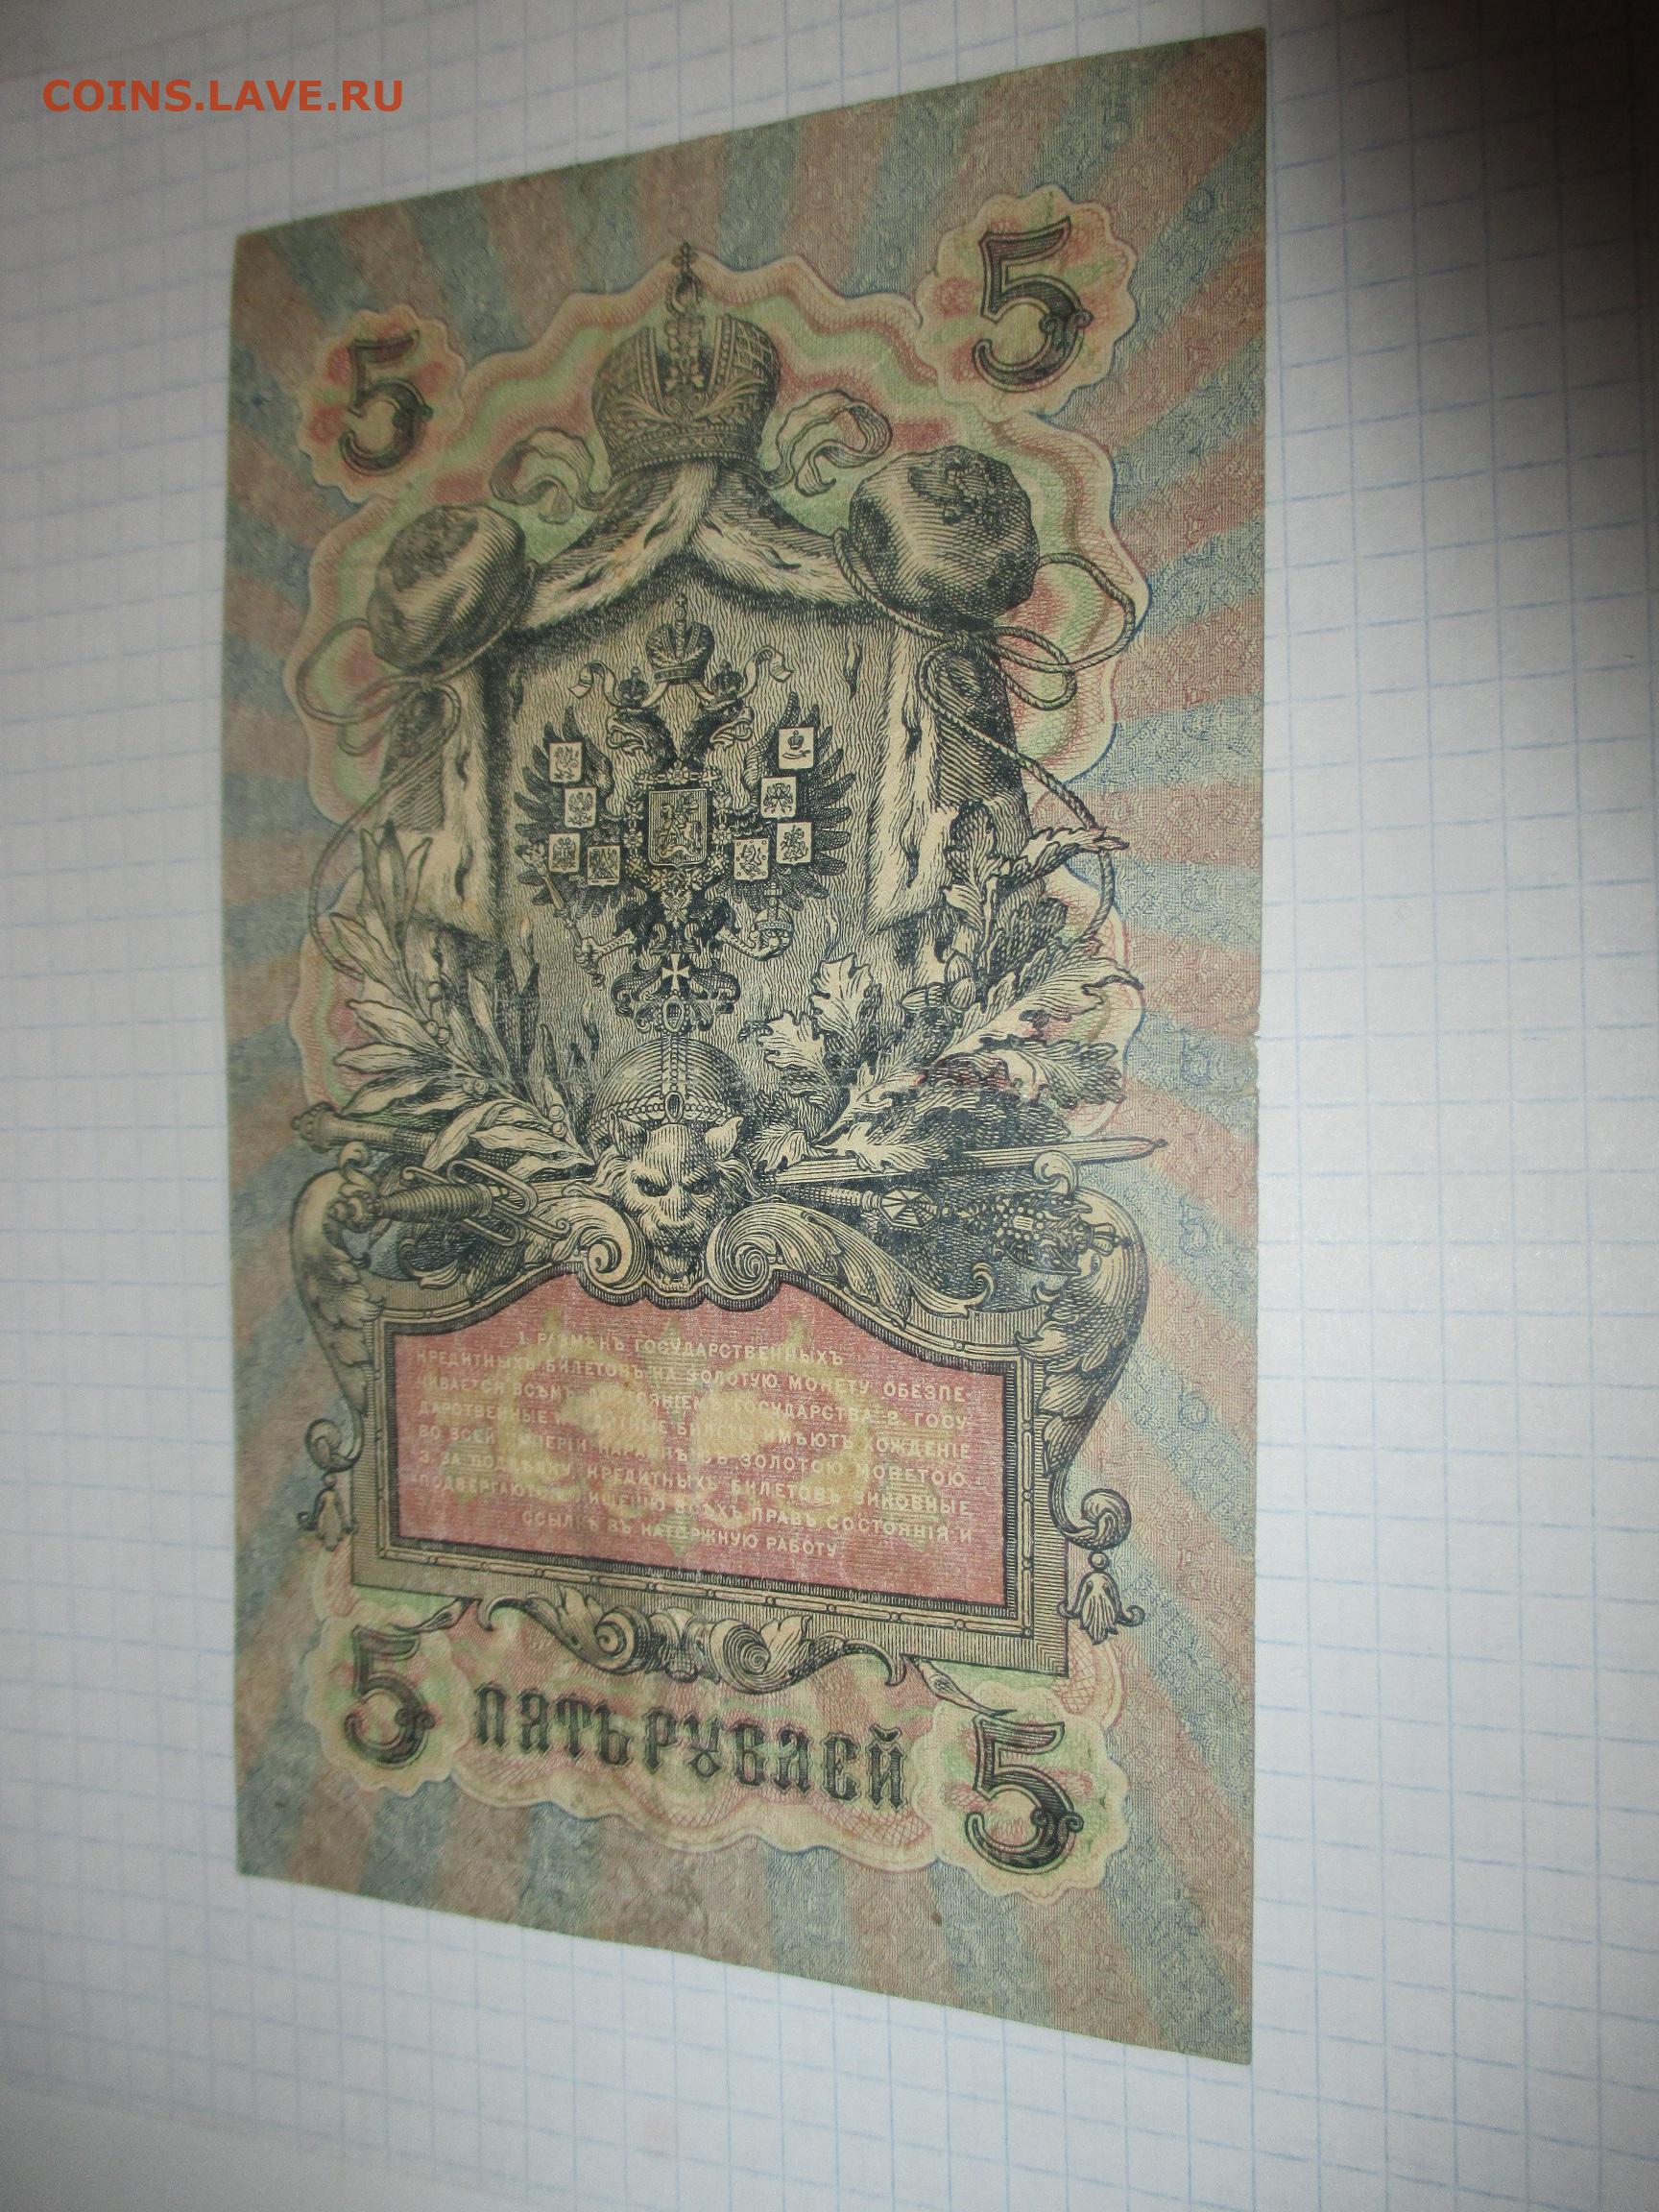 COINS.LAVE.RU
5 5
1. РАЗМѢНЪ ГОСУДАРСТВЕННЫХЪ
КРЕДИТНЫХЪ БИЛЕТОВЪ НА ЗОЛОТУЮ МОНЕТУ ОБЕЗПЕ-
ЧИВАЕТСЯ ВСѢМЪ ДОСТОЯНІЕМЪ ГОСУДАРСТВА. 2. ГОСУ-
ДАРСТВЕННЫЕ КРЕДИТНЫЕ БИЛЕТЫ ИМѢЮТЪ ХОЖДЕНІЕ
ВО ВСЕЙ ИМПЕРІИ НАРАВНѢ СЪ ЗОЛОТОЮ МОНЕТОЮ.
3. ЗА ПОДДѢЛКУ КРЕДИТНЫХЪ БИЛЕТОВЪ ВИНОВНЫЕ
ПОДВЕРГАЮТСЯ ЛИШЕНІЮ ВСѢХЪ ПРАВЪ СОСТОЯНІЯ И
ССЫЛКѢ ВЪ КАТОРЖНУЮ РАБОТУ.
5 ПЯТЬ РУБЛЕЙ 5